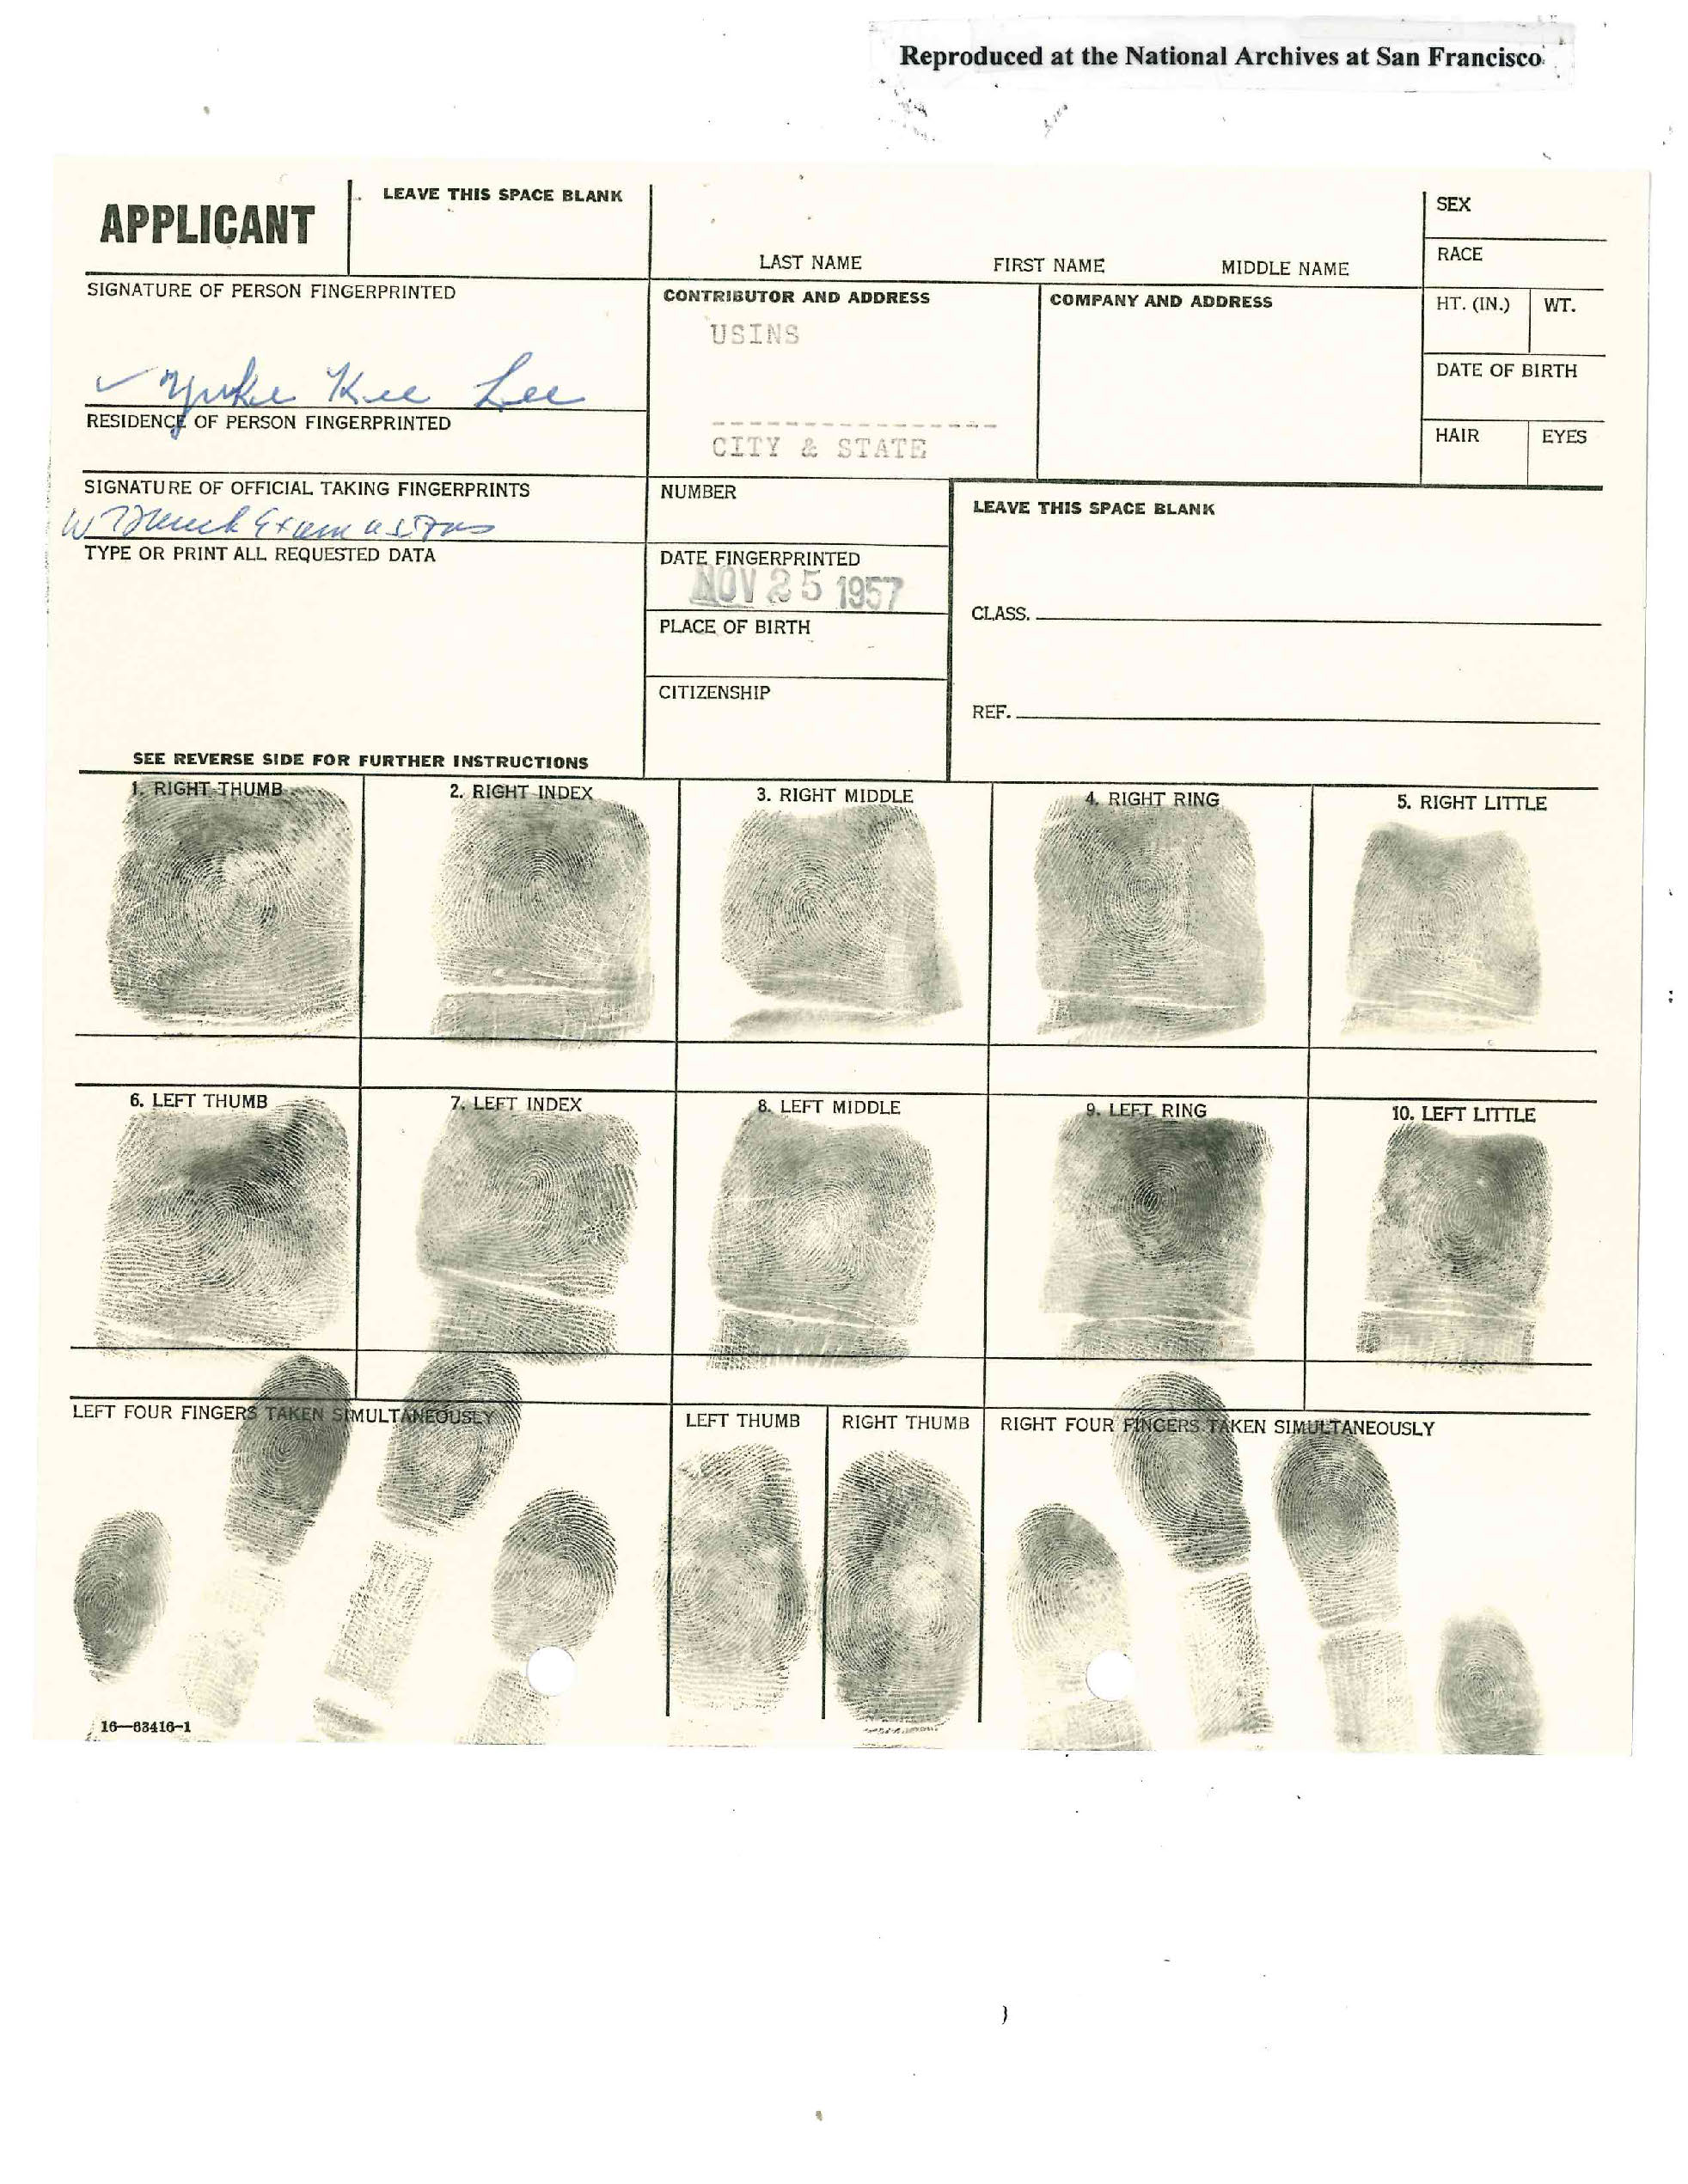 Reproduced at the National Archives at San Francisco
APPLICANT
LEAVE THIS SPACE BLANK
LAST NAME FIRST NAME MIDDLE NAME
SEX
RACE
SIGNATURE OF PERSON FINGERPRINTED
Kee Lee
CONTRIBUTOR AND ADDRESS
USINS
CITY & STATE
COMPANY AND ADDRESS
HT. (IN.) WT.
DATE OF BIRTH
HAIR EYES
RESIDENCE OF PERSON FINGERPRINTED
SIGNATURE OF OFFICIAL TAKING FINGERPRINTS
TYPE OR PRINT ALL REQUESTED DATA
NUMBER
DATE FINGERPRINTED
NOV 25 1957
PLACE OF BIRTH
CITIZENSHIP
LEAVE THIS SPACE BLANK
CLASS.
REF.
SEE REVERSE SIDE FOR FURTHER INSTRUCTIONS
1. RIGHT THUMB 2. RIGHT INDEX 3. RIGHT MIDDLE 4. RIGHT RING 5. RIGHT LITTLE
6. LEFT THUMB 7. LEFT INDEX 8. LEFT MIDDLE 9. LEFT RING 10. LEFT LITTLE
LEFT FOUR FINGERS TAKEN SIMULTANEOUSLY LEFT THUMB RIGHT THUMB RIGHT FOUR FINGERS TAKEN SIMULTANEOUSLY
16—63416-1